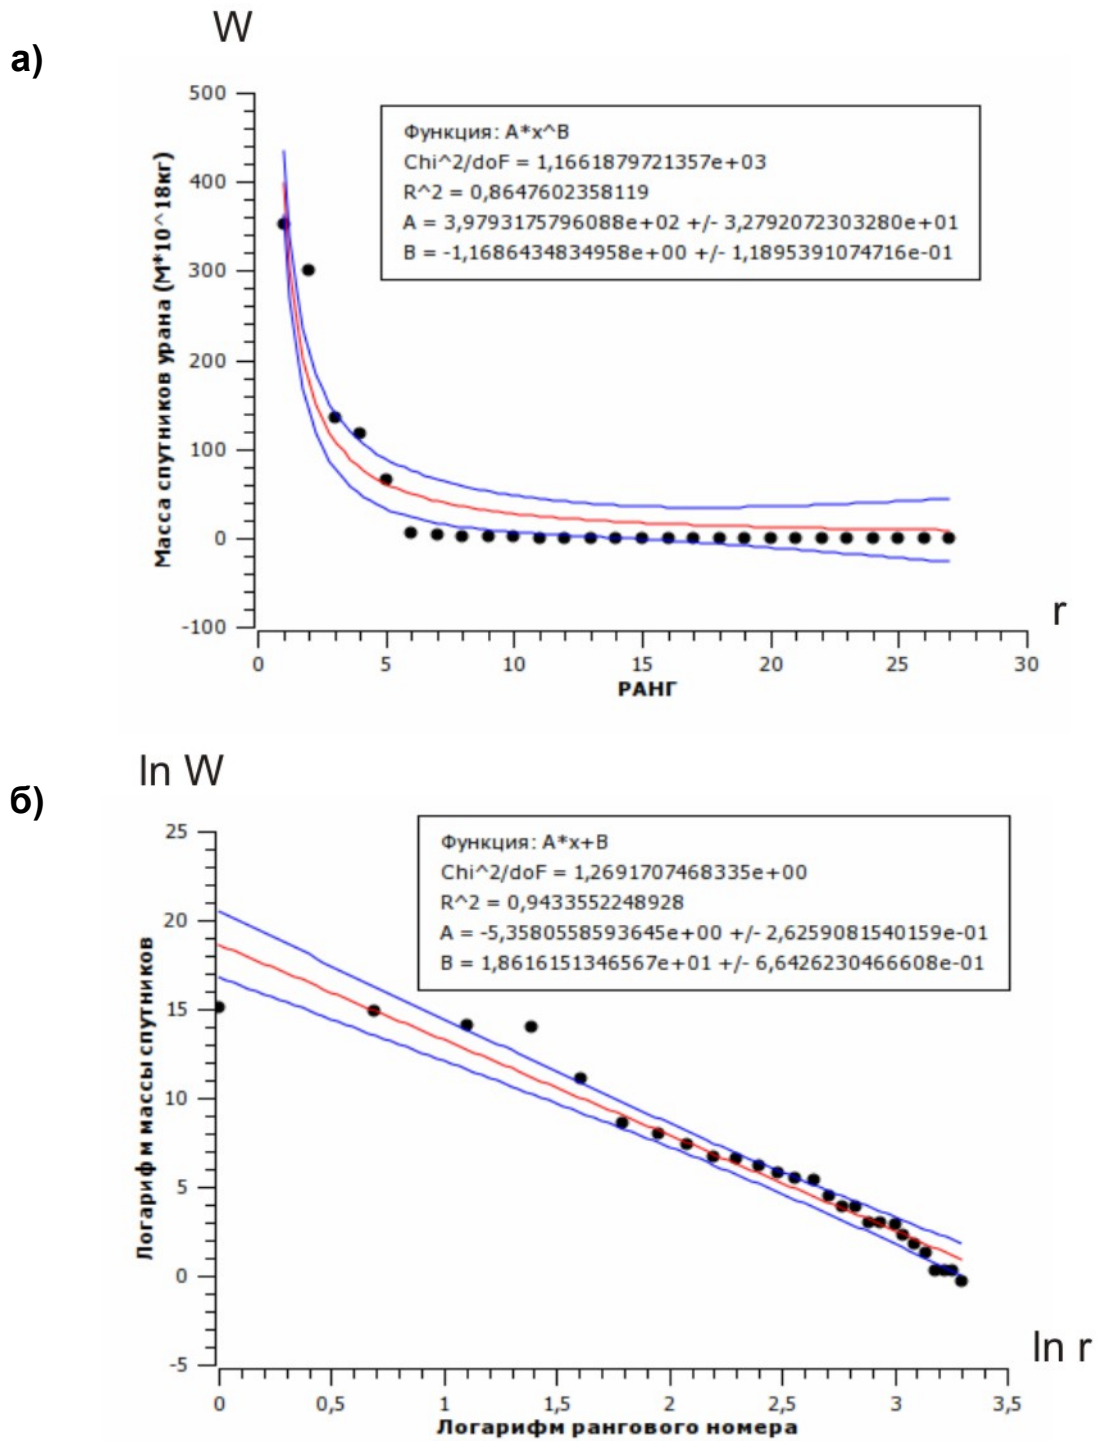 W
а)
500
400
300
200
100
0
-100
Масса спутников урана (М*10^18кг)
Функция: A*x^B
Chi^2/doF = 1,1661879721357e+03
R^2 = 0,8647602358119
A = 3,9793175796088e+02 +/- 3,2792072303280e+01
B = -1,1686434834958e+00 +/- 1,1895391074716e-01
r
0 5 10 15 20 25 30
РАНГ
ln W
б)
25
20
15
10
5
0
-5
Логарифм массы спутников
Функция: A*x+B
Chi^2/doF = 1,2691707468335e+00
R^2 = 0,9433552248928
A = -5,3580558593645e+00 +/- 2,6259081540159e-01
B = 1,8616151346567e+01 +/- 6,6426230466608e-01
ln r
0 0,5 1 1,5 2 2,5 3 3,5
Логарифм рангового номера